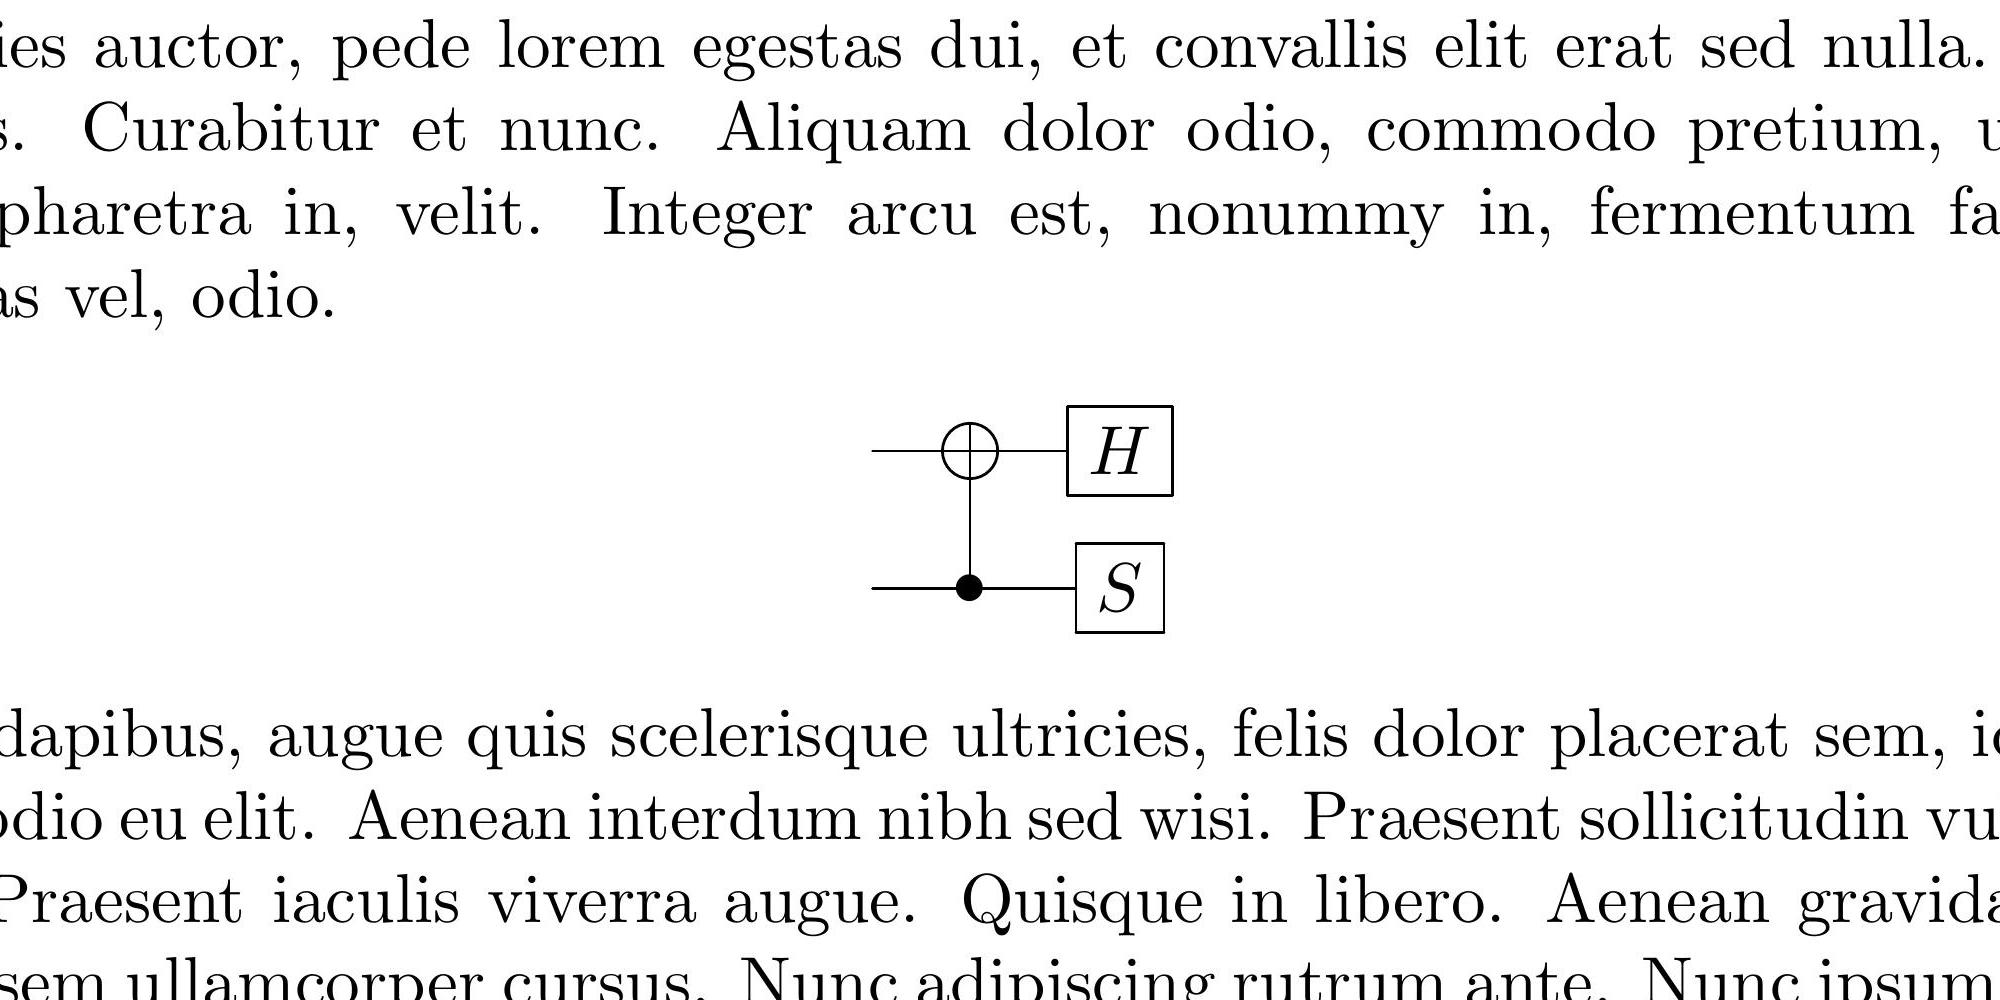 ies auctor, pede lorem egestas dui, et convallis elit erat sed nulla.
s. Curabitur et nunc. Aliquam dolor odio, commodo pretium, u
pharetra in, velit. Integer arcu est, nonummy in, fermentum fa
as vel, odio.
H
S
dapibus, augue quis scelerisque ultricies, felis dolor placerat sem, id
odio eu elit. Aenean interdum nibh sed wisi. Praesent sollicitudin vu
Praesent iaculis viverra augue. Quisque in libero. Aenean gravida
sem ullamcorper cursus. Nunc adipiscing rutrum ante. Nunc ipsum